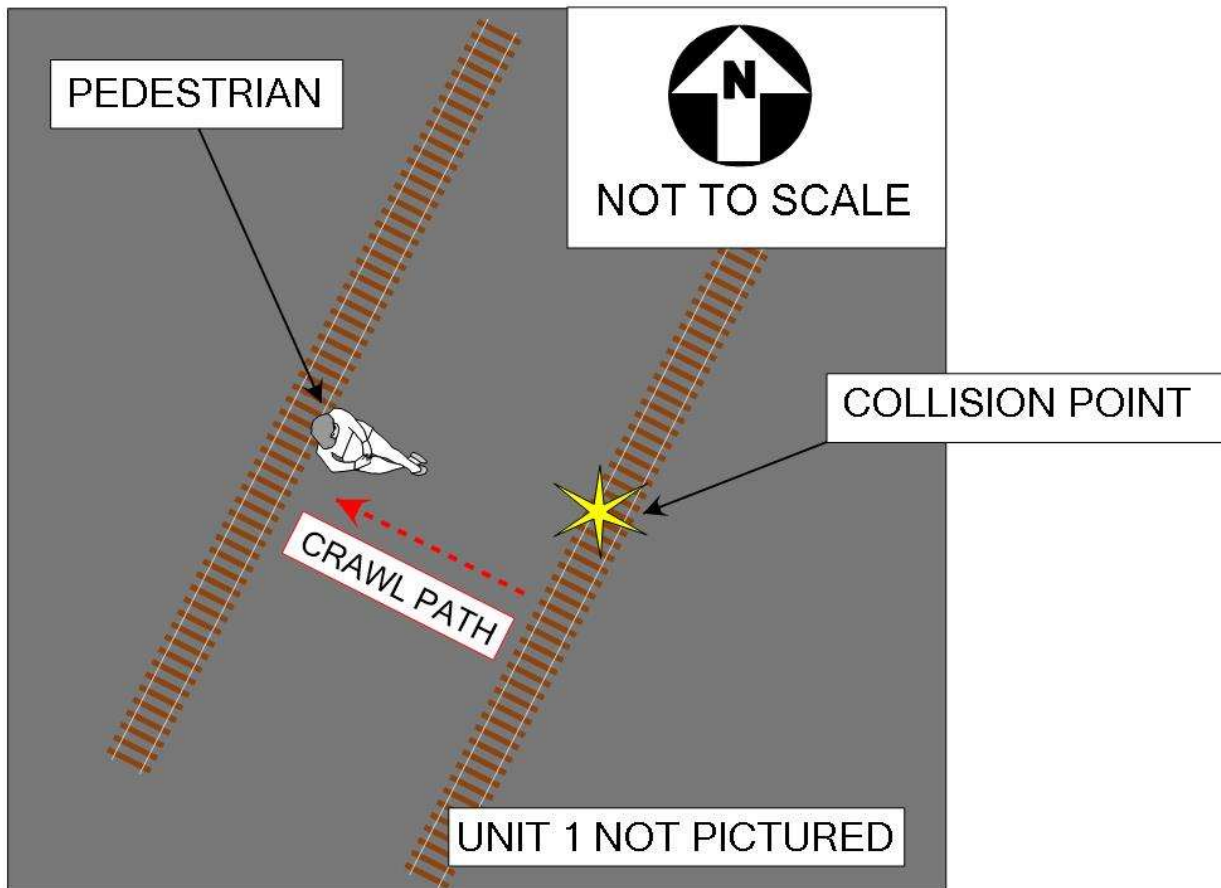 PEDESTRIAN
N
NOT TO SCALE
COLLISION POINT
CRAWL PATH
UNIT 1 NOT PICTURED